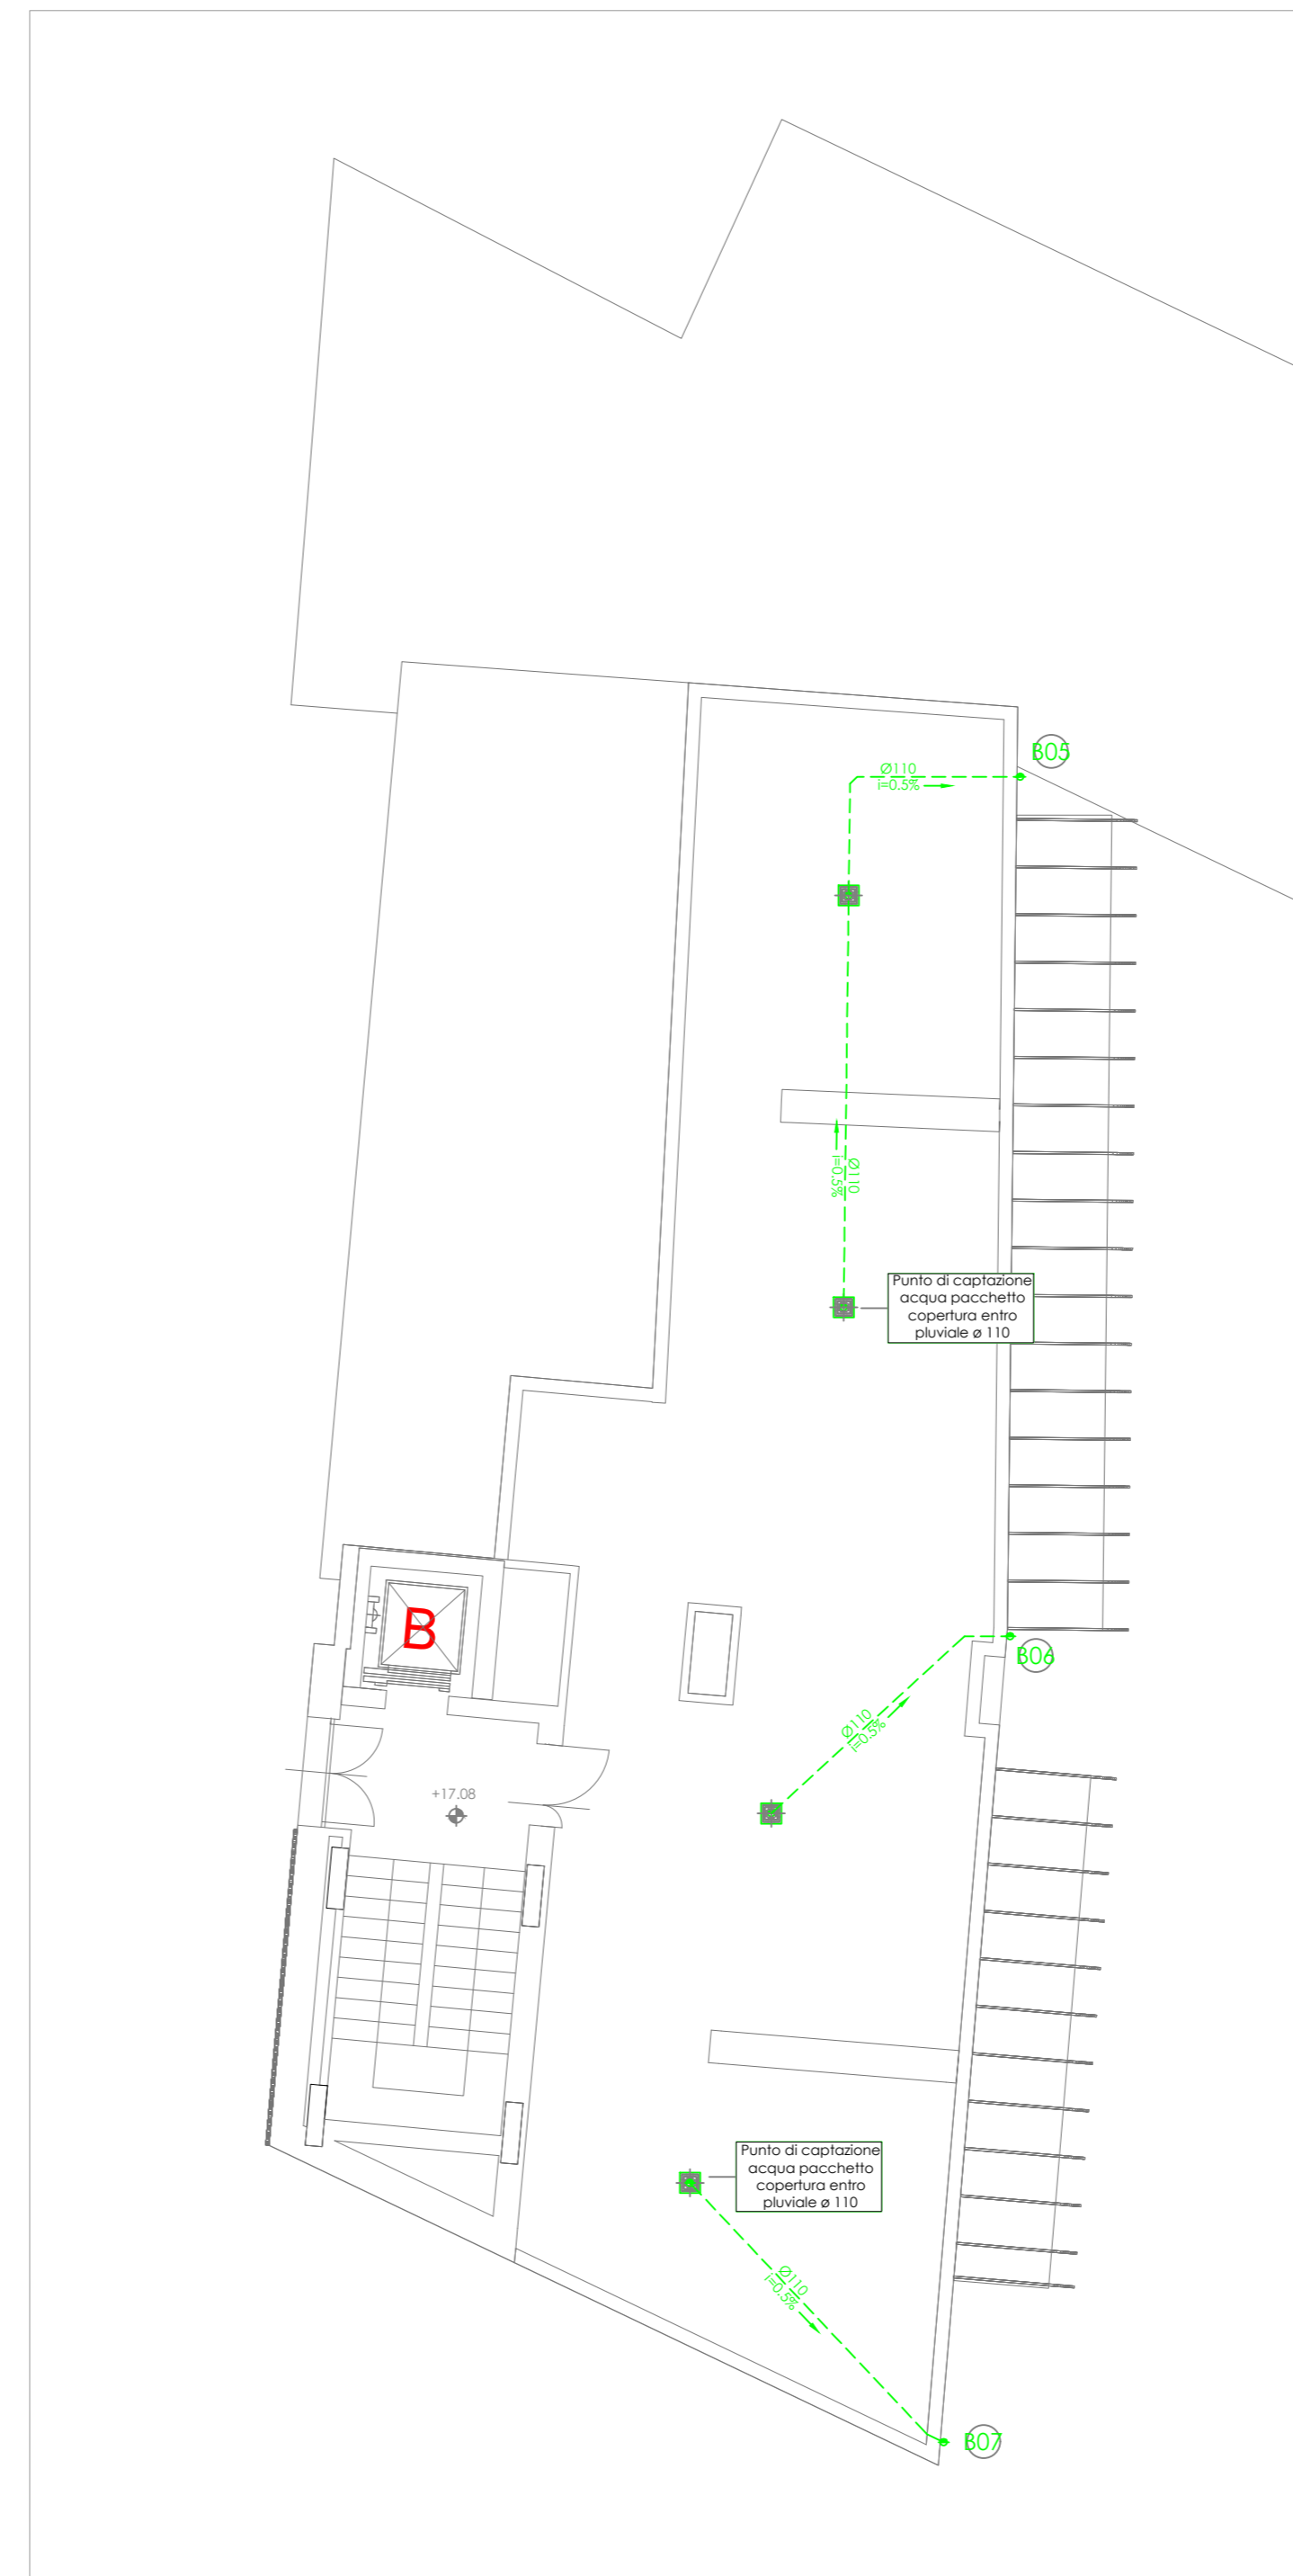 B05
Ø110
i=0.5%
Ø110
i=0.5%
Punto di captazione
acqua pacchetto
copertura entro
pluviale ø 110
B
B06
Ø110
i=0.5%
+17.08
Punto di captazione
acqua pacchetto
copertura entro
pluviale ø 110
Ø110
i=0.5%
B07